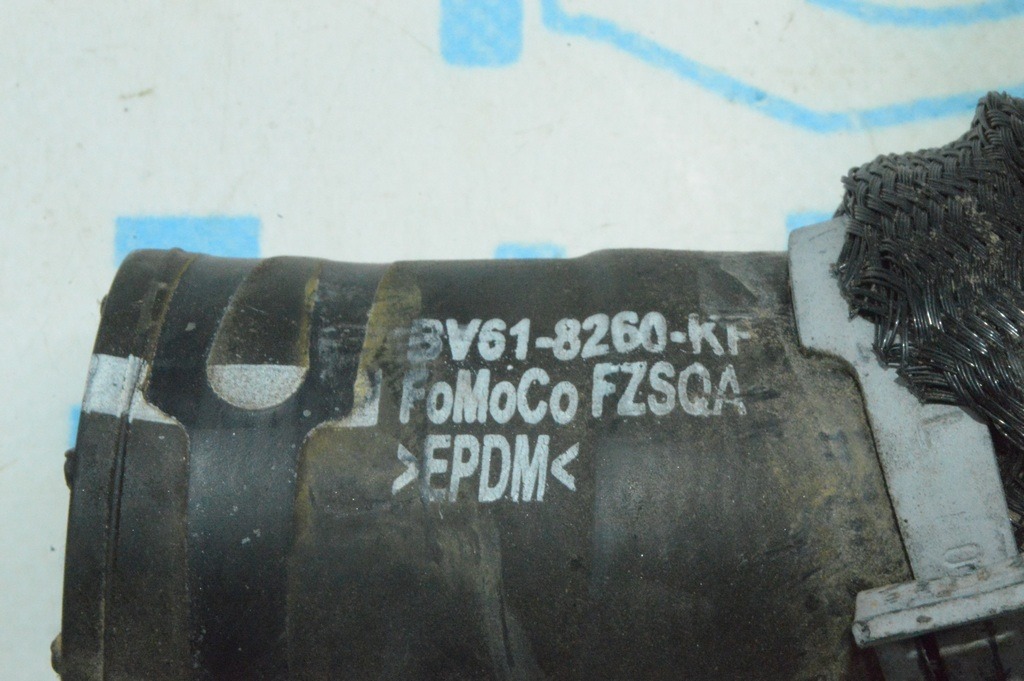 BV61-8260-KF
FoMoCo FZSQA
>EPDM<